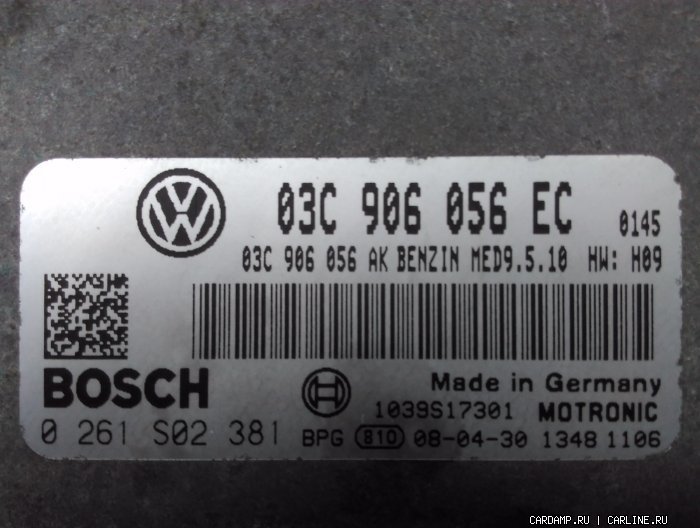 03C 906 056 EC 0145
03C 906 056 AK BENZIN MED9.5.10 HW: H09
BOSCH
Made in Germany
1039S17301 MOTRONIC
0 261 S02 381 BPG 810 08-04-30 1348 1106
CARDAMP.RU | CARLINE.RU